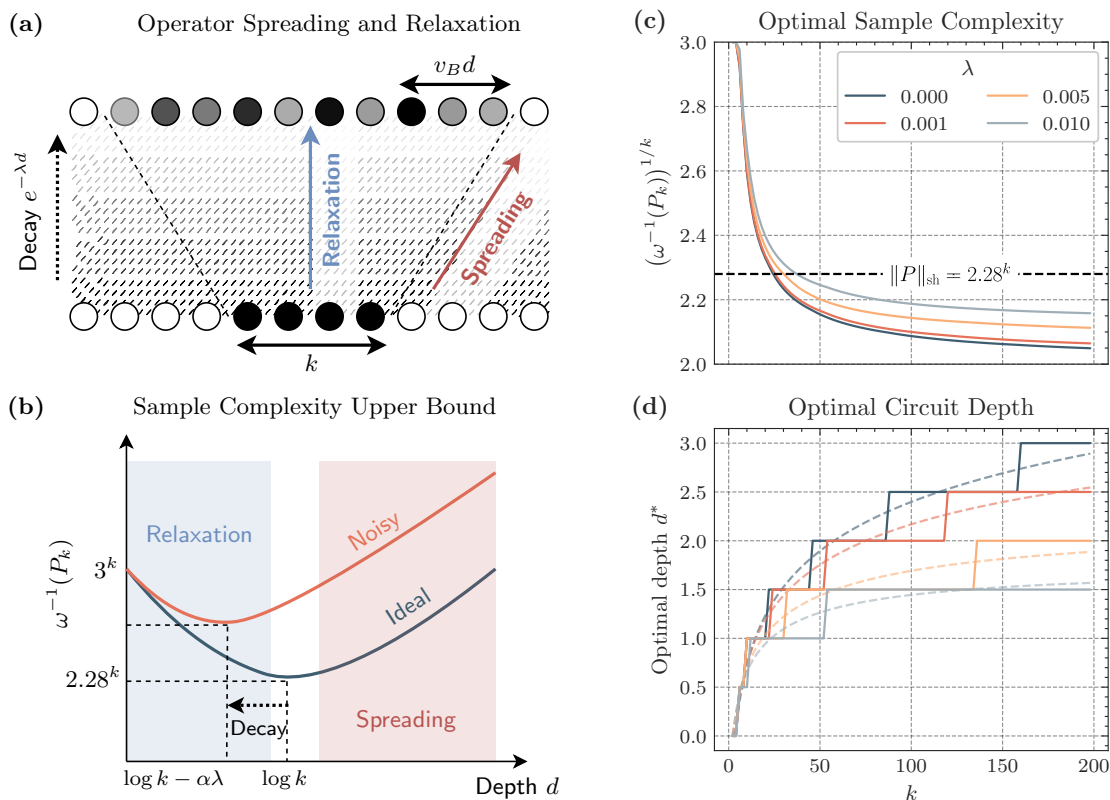 (a) Operator Spreading and Relaxation
v_B d
Decay e^{−λd}
Relaxation
Spreading
k
(b) Sample Complexity Upper Bound
Relaxation
Noisy
Ideal
3^k
ω^{−1}(P_k)
2.28^k
Decay
Spreading
log k − αλ
log k
Depth d
(c) Optimal Sample Complexity
3.0
2.8
2.6
2.4
2.2
2.0
(ω^{−1}(P_k))^{1/k}
λ
0.000
0.005
0.001
0.010
‖P‖_sh = 2.28^k
(d) Optimal Circuit Depth
3.0
2.5
2.0
1.5
1.0
0.5
0.0
Optimal depth d*
0
50
100
150
200
k